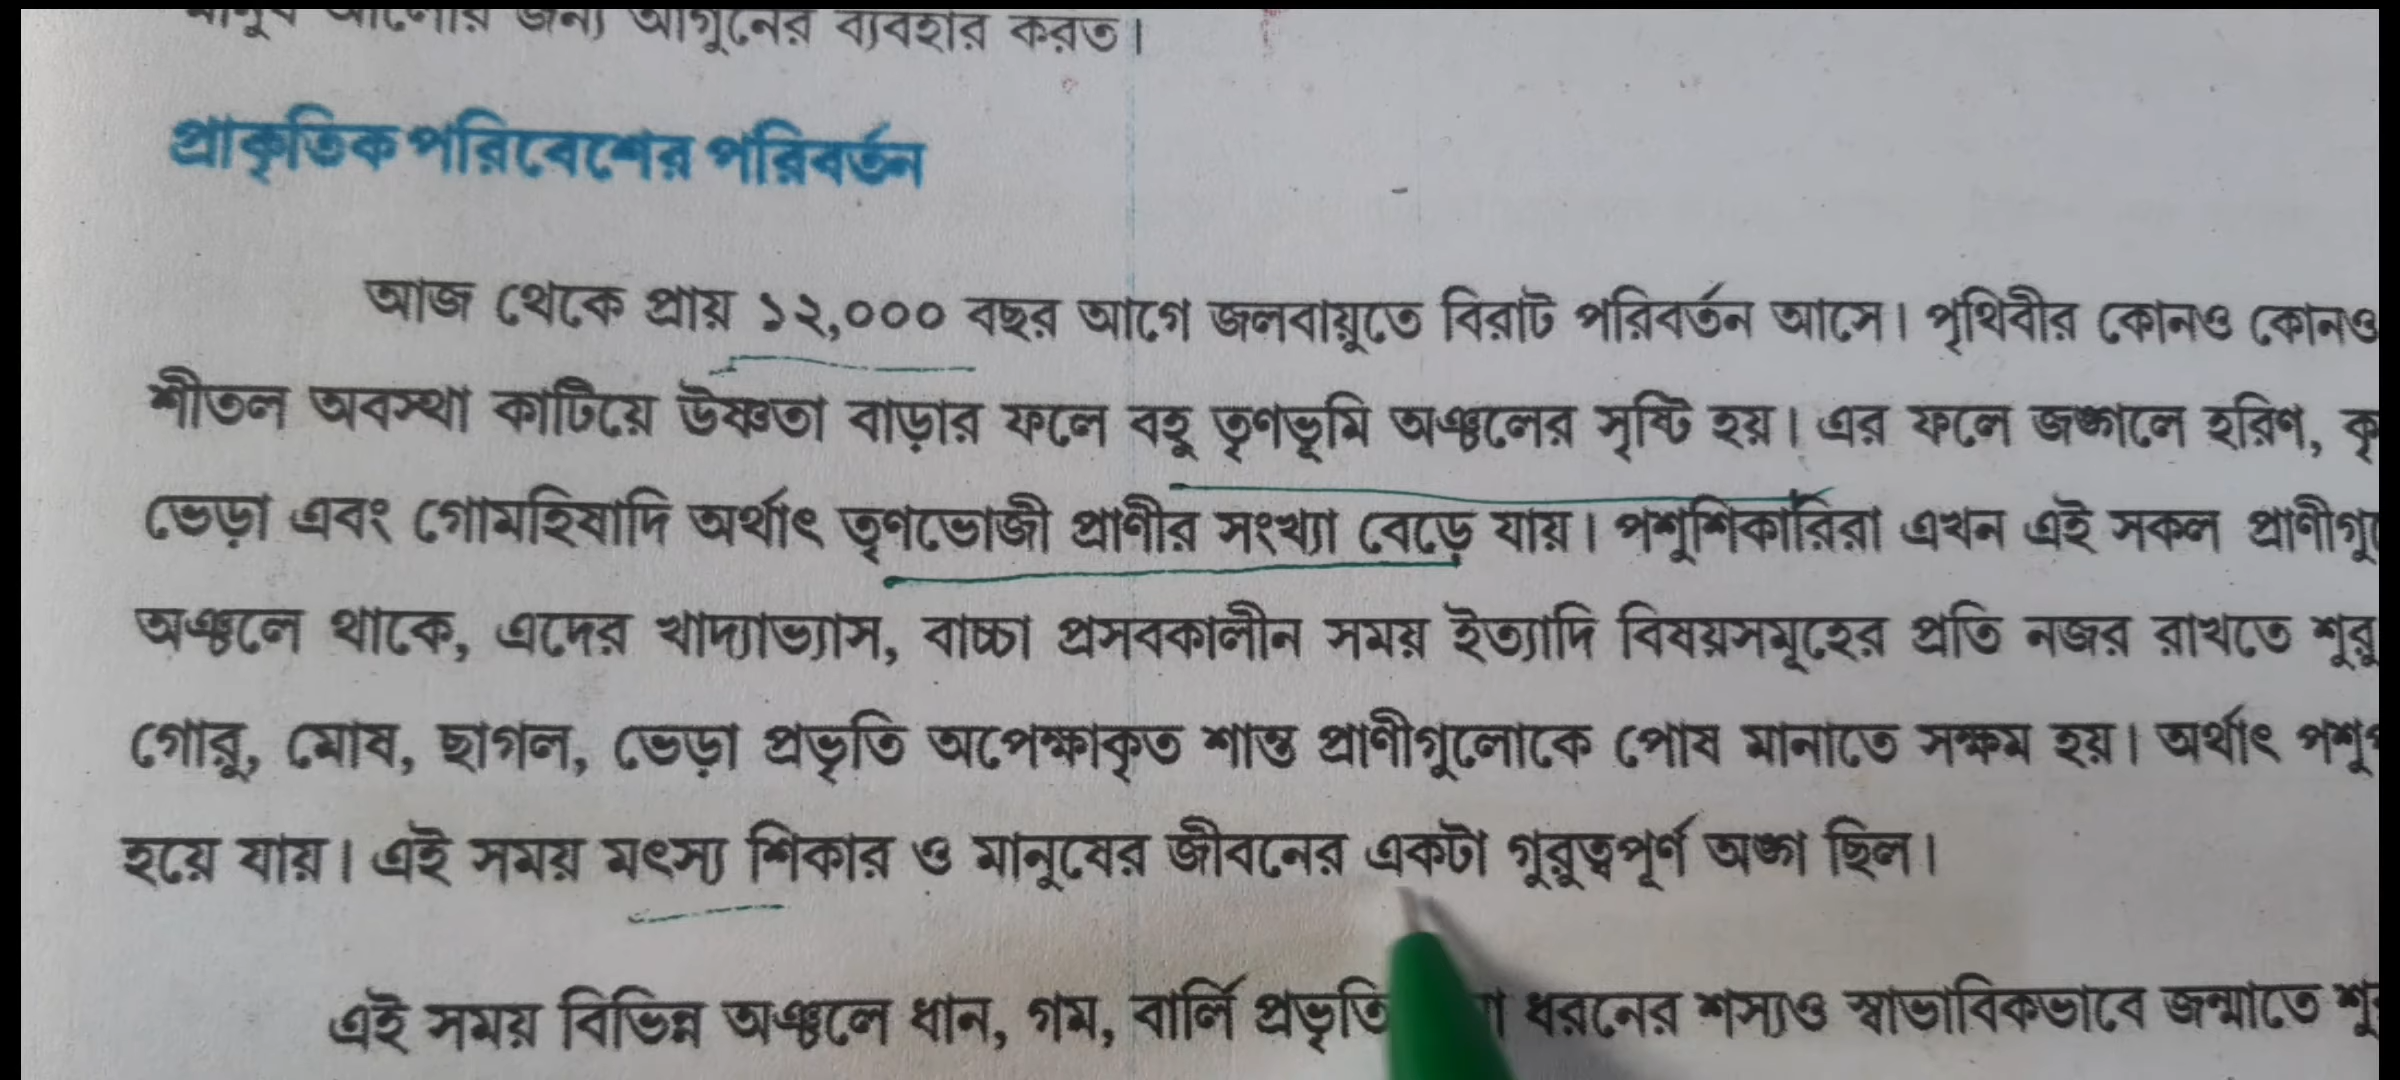 মানুষ আলোর জন্য আগুনের ব্যবহার করত।
প্রাকৃতিক পরিবেশের পরিবর্তন
আজ থেকে প্রায় ১২,০০০ বছর আগে জলবায়ুতে বিরাট পরিবর্তন আসে। পৃথিবীর কোনও কোনও
শীতল অবস্থা কাটিয়ে উষ্ণতা বাড়ার ফলে বহু তৃণভূমি অঞ্চলের সৃষ্টি হয়। এর ফলে জঙ্গলে হরিণ,
ভেড়া এবং গোমহিষাদি অর্থাৎ তৃণভোজী প্রাণীর সংখ্যা বেড়ে যায়। পশুশিকারিরা এখন এই সকল
অঞ্চলে থাকে, এদের খাদ্যাভ্যাস, বাচ্চা প্রসবকালীন সময় ইত্যাদি বিষয়সমূহের প্রতি নজর রাখতে শুরু
গোরু, মোষ, ছাগল, ভেড়া প্রভৃতি অপেক্ষাকৃত শান্ত প্রাণীগুলোকে পোষ মানাতে সক্ষম হয়। অর্থাৎ
হয়ে যায়। এই সময় মৎস্য শিকার ও মানুষের জীবনের একটা গুরুত্বপূর্ণ অঙ্গ ছিল।
এই সময় বিভিন্ন অঞ্চলে ধান, গম, বার্লি প্রভৃতি ধরনের শস্যও স্বাভাবিকভাবে জন্মাতে